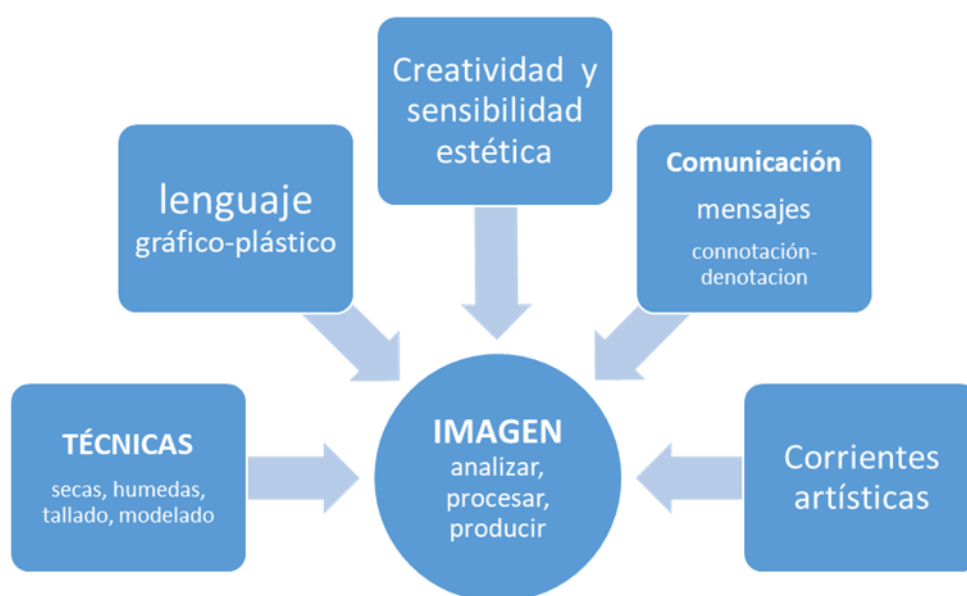 Creatividad y
sensibilidad
estética
lenguaje
gráfico-plástico
Comunicación
mensajes
connotación-
denotacion
TÉCNICAS
secas, humedas,
tallado, modelado
IMAGEN
analizar,
procesar,
producir
Corrientes
artísticas